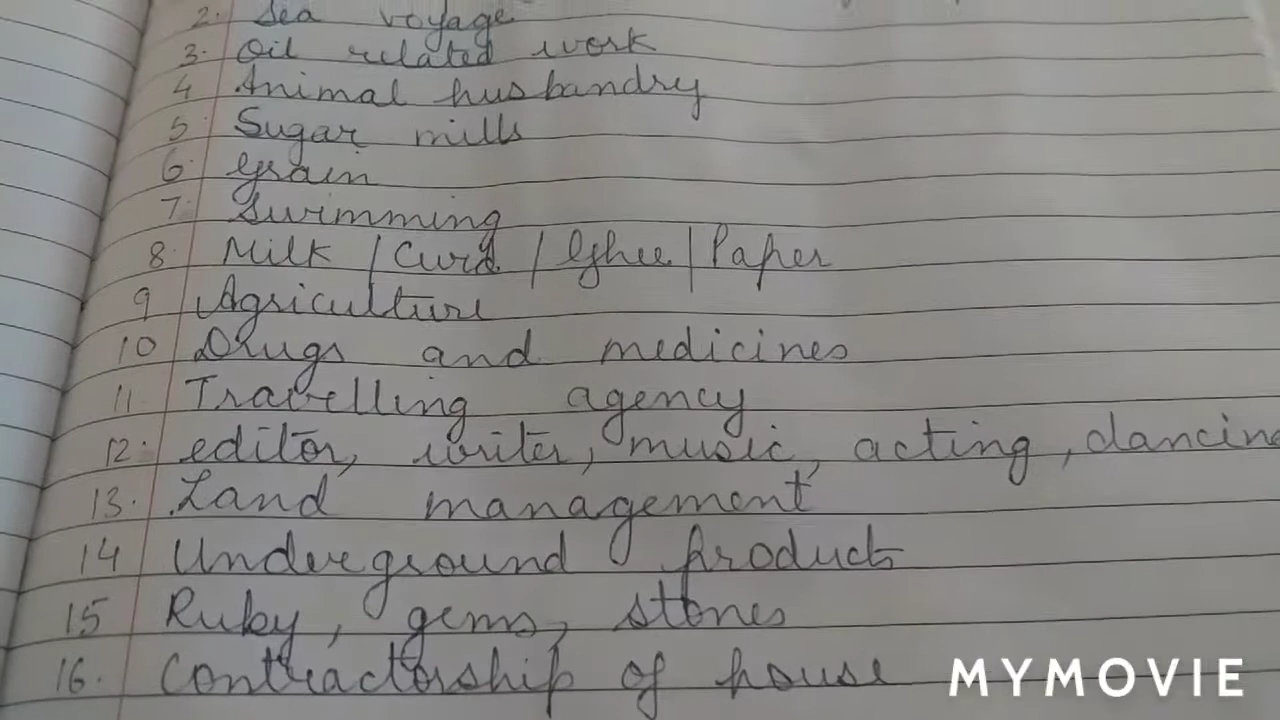 2. Sea voyage
3. Oil related work
4 Animal husbandry
5. Sugar mills
6. Grain
7. Swimming
8. Milk / Curd / Ghee / Paper
9 Agriculture
10 Drugs and medicines
11. Travelling agency
12. editor, writer, music, acting, dancing
13. Land management
14 Underground products
15 Ruby, gems, stones
16. Contractorship of house
MYMOVIE